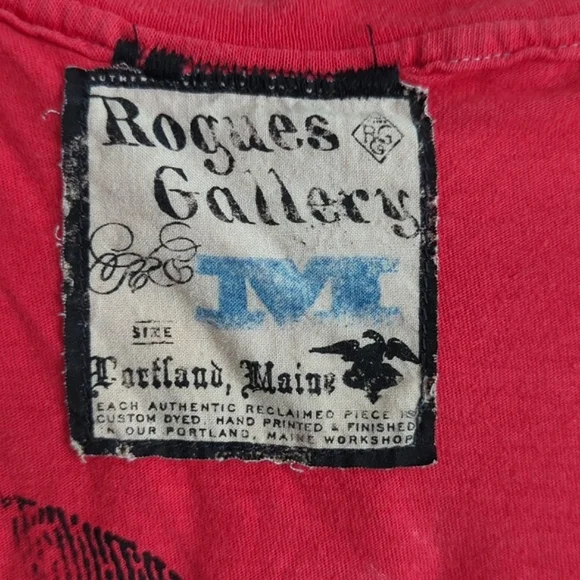 Rogues
RGG
Gallery
M
SIZE
Portland, Maine
EACH AUTHENTIC RECLAIMED PIECE IS
CUSTOM DYED, HAND PRINTED & FINISHED
IN OUR PORTLAND, MAINE WORKSHOP